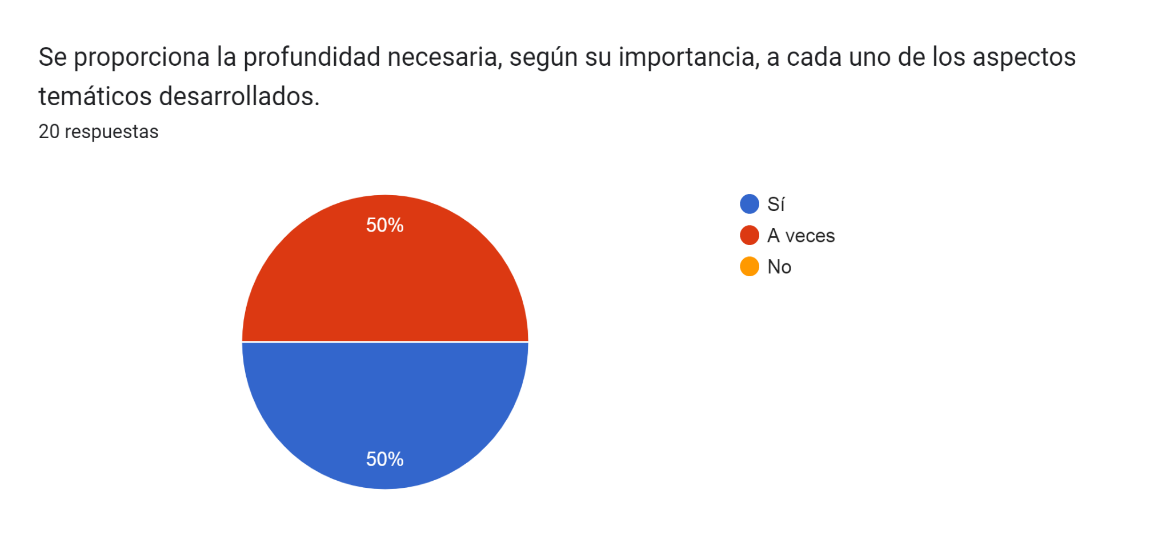 Se proporciona la profundidad necesaria, según su importancia, a cada uno de los aspectos
temáticos desarrollados.
20 respuestas
50%
50%
Sí
A veces
No